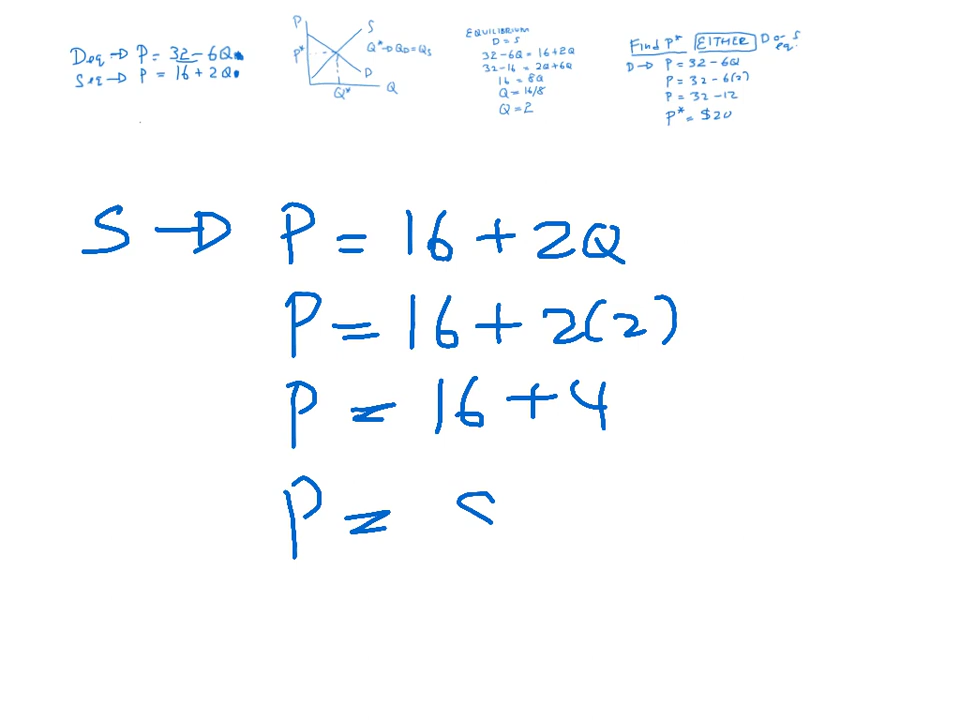 Deq → P = 32 - 6Q
Seq → P = 16 + 2Q
P
S
P*
Q* → QD = QS
D
Q*
Q
EQUILIBRIUM
D = S
32 - 6Q = 16 + 2Q
32 - 16 = 2Q + 6Q
16 = 8Q
Q = 16/8
Q = 2
Find P* EITHER D or S eq.
D → P = 32 - 6Q
P = 32 - 6(2)
P = 32 - 12
P* = $20
S → P = 16 + 2Q
P = 16 + 2(2)
P = 16 + 4
P =